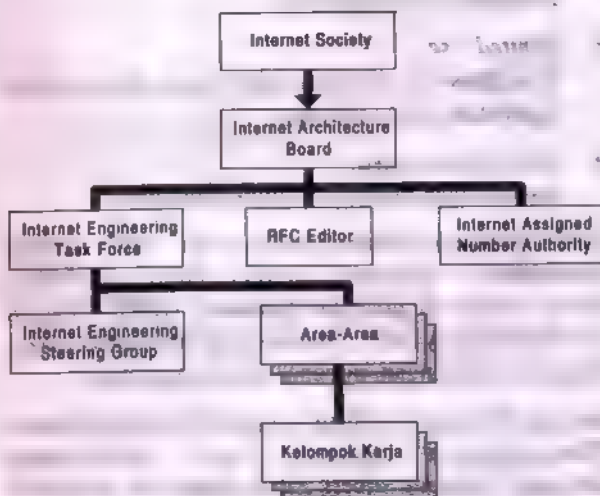 Internet Society
Internet Architecture
Board
Internet Engineering
Task Force
RFC Editor
Internet Assigned
Number Authority
Internet Engineering
Steering Group
Area-Area
Kelompok Kerja